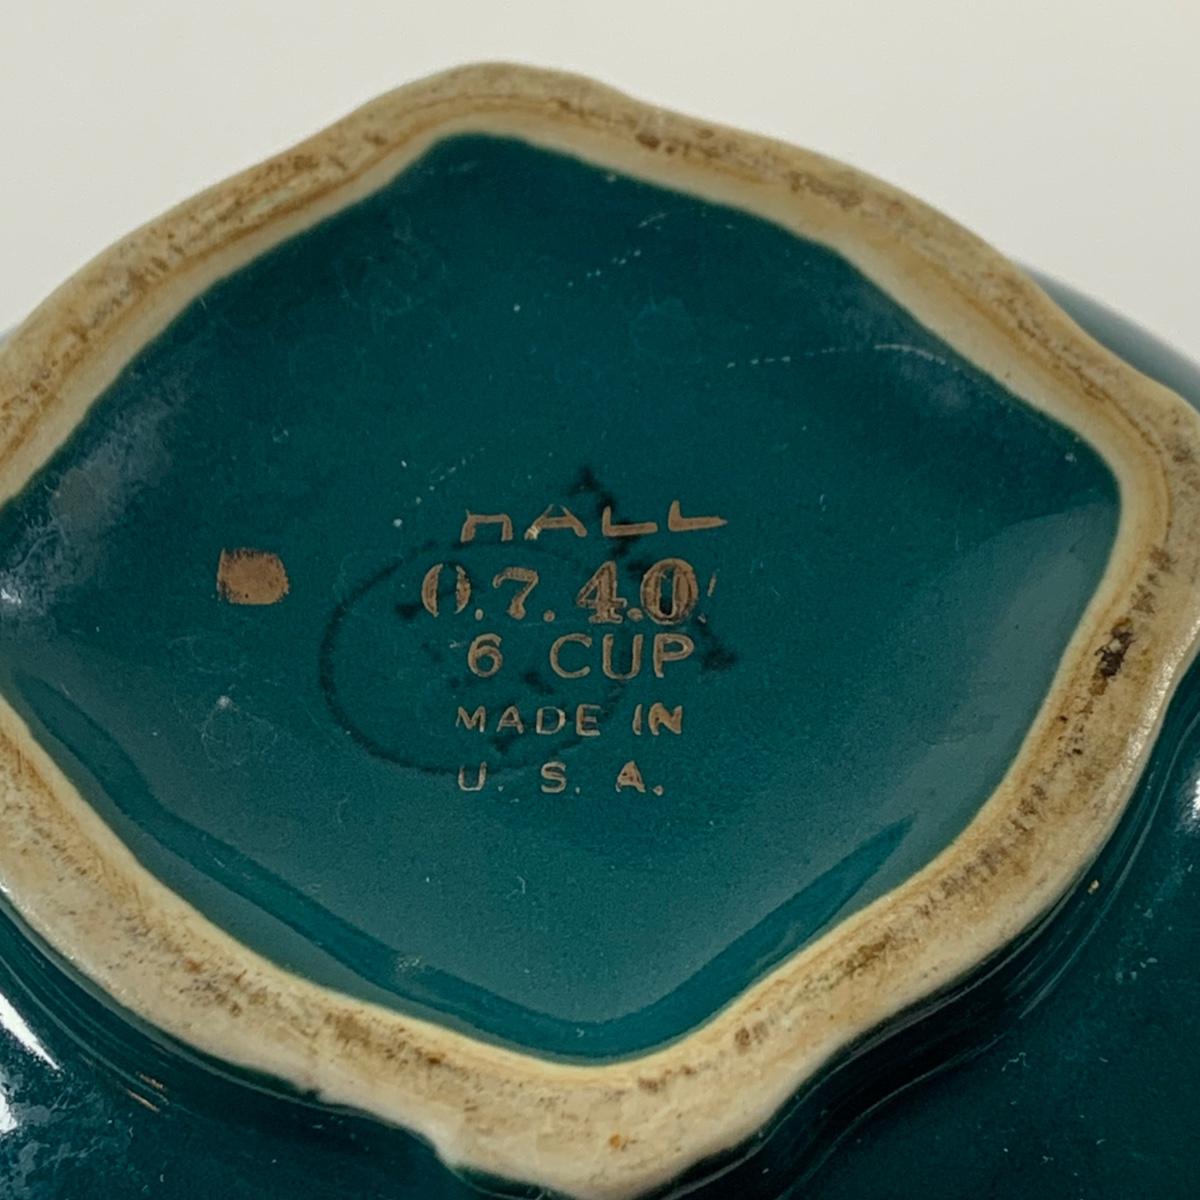 HALL
0.7.40
6 CUP
MADE IN
U. S. A.